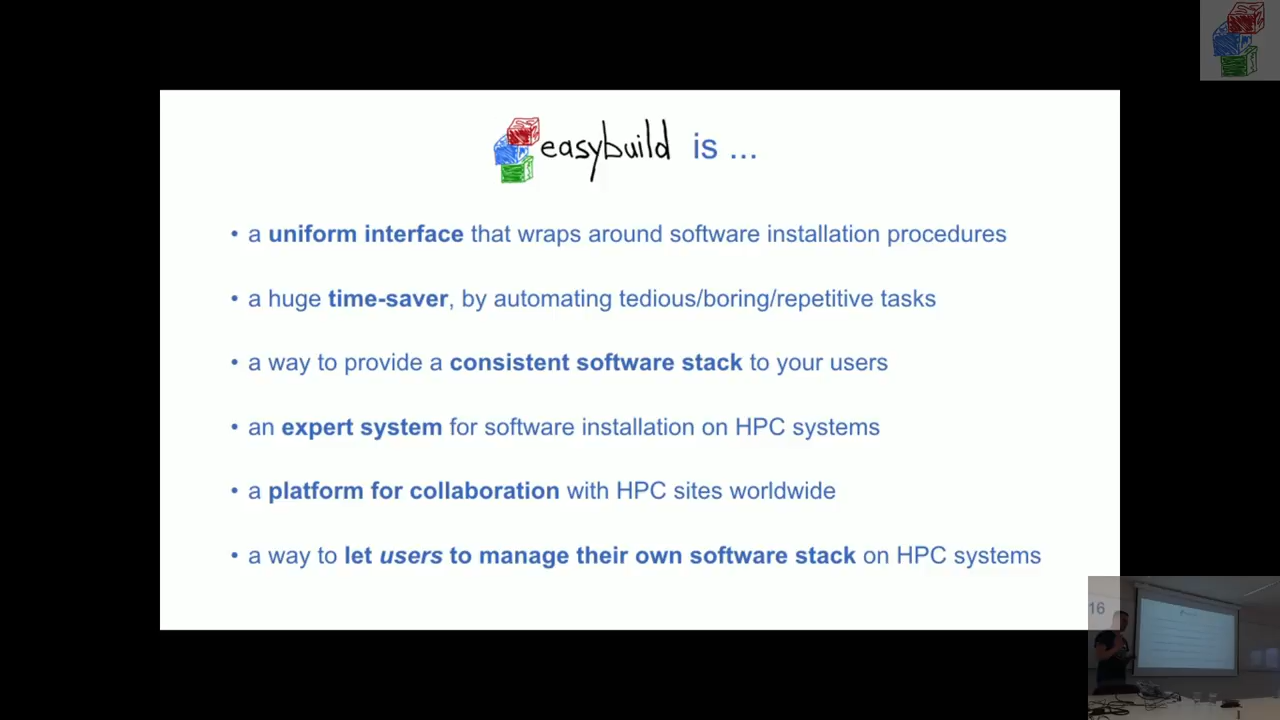 easybuild is ...
• a uniform interface that wraps around software installation procedures
• a huge time-saver, by automating tedious/boring/repetitive tasks
• a way to provide a consistent software stack to your users
• an expert system for software installation on HPC systems
• a platform for collaboration with HPC sites worldwide
• a way to let users to manage their own software stack on HPC systems
16